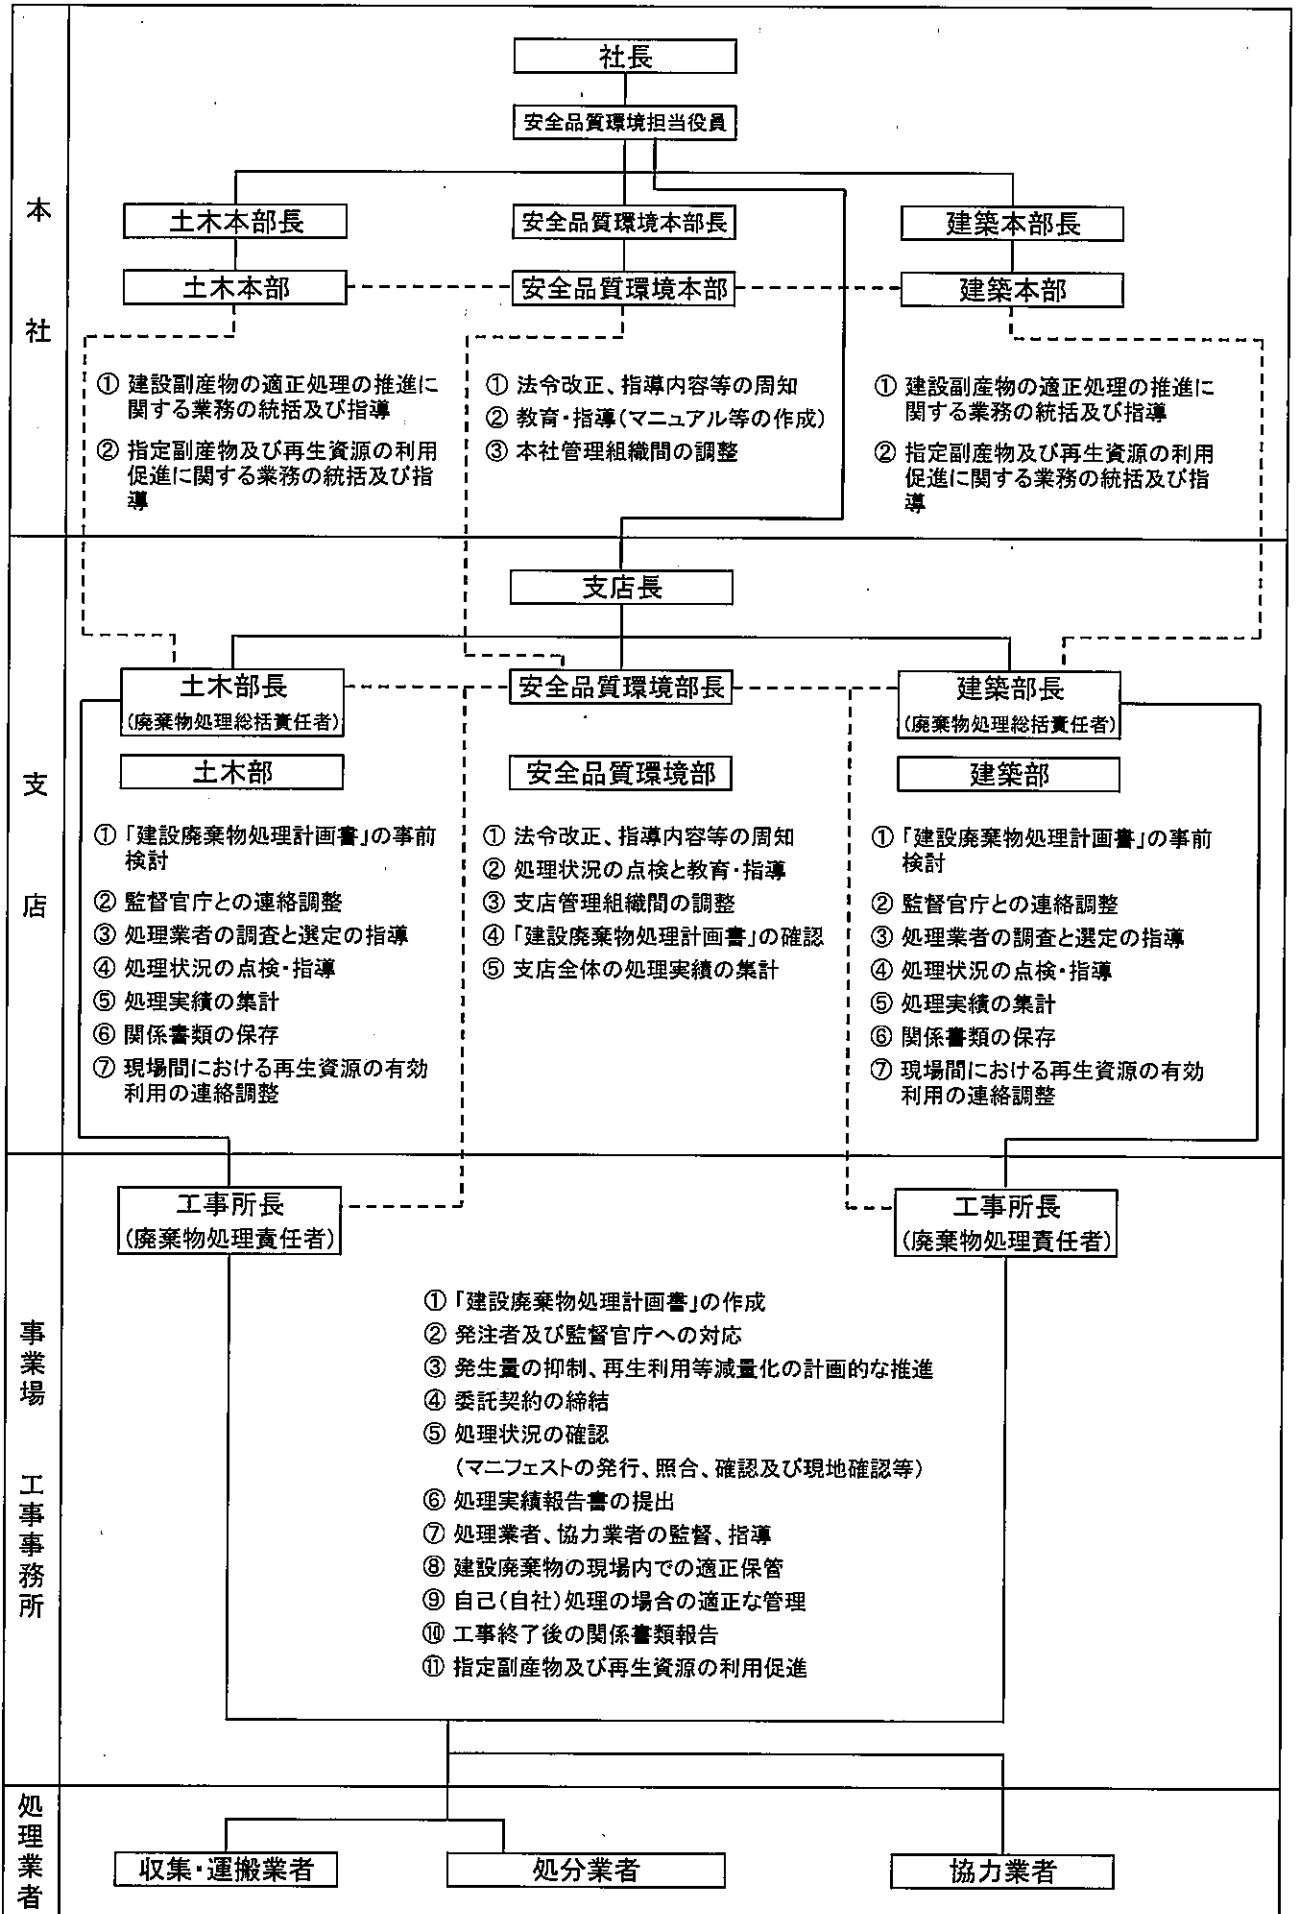 本社
社長
安全品質環境担当役員
土木本部長
安全品質環境本部長
建築本部長
土木本部
安全品質環境本部
建築本部
① 建設副産物の適正処理の推進に
関する業務の統括及び指導
② 指定副産物及び再生資源の利用
促進に関する業務の統括及び指
導
① 法令改正、指導内容等の周知
② 教育・指導(マニュアル等の作成)
③ 本社管理組織間の調整
① 建設副産物の適正処理の推進に
関する業務の統括及び指導
② 指定副産物及び再生資源の利用
促進に関する業務の統括及び指
導
支店
支店長
土木部長
(廃棄物処理総括責任者)
安全品質環境部長
建築部長
(廃棄物処理総括責任者)
土木部
安全品質環境部
建築部
① 「建設廃棄物処理計画書」の事前
検討
② 監督官庁との連絡調整
③ 処理業者の調査と選定の指導
④ 処理状況の点検・指導
⑤ 処理実績の集計
⑥ 関係書類の保存
⑦ 現場間における再生資源の有効
利用の連絡調整
① 法令改正、指導内容等の周知
② 処理状況の点検と教育・指導
③ 支店管理組織間の調整
④ 「建設廃棄物処理計画書」の確認
⑤ 支店全体の処理実績の集計
① 「建設廃棄物処理計画書」の事前
検討
② 監督官庁との連絡調整
③ 処理業者の調査と選定の指導
④ 処理状況の点検・指導
⑤ 処理実績の集計
⑥ 関係書類の保存
⑦ 現場間における再生資源の有効
利用の連絡調整
事業場 工事事務所
工事所長
(廃棄物処理責任者)
工事所長
(廃棄物処理責任者)
① 「建設廃棄物処理計画書」の作成
② 発注者及び監督官庁への対応
③ 発生量の抑制、再生利用等減量化の計画的な推進
④ 委託契約の締結
⑤ 処理状況の確認
(マニフェストの発行、照合、確認及び現地確認等)
⑥ 処理実績報告書の提出
⑦ 処理業者、協力業者の監督、指導
⑧ 建設廃棄物の現場内での適正保管
⑨ 自己(自社)処理の場合の適正な管理
⑩ 工事終了後の関係書類報告
⑪ 指定副産物及び再生資源の利用促進
処理業者
収集・運搬業者
処分業者
協力業者